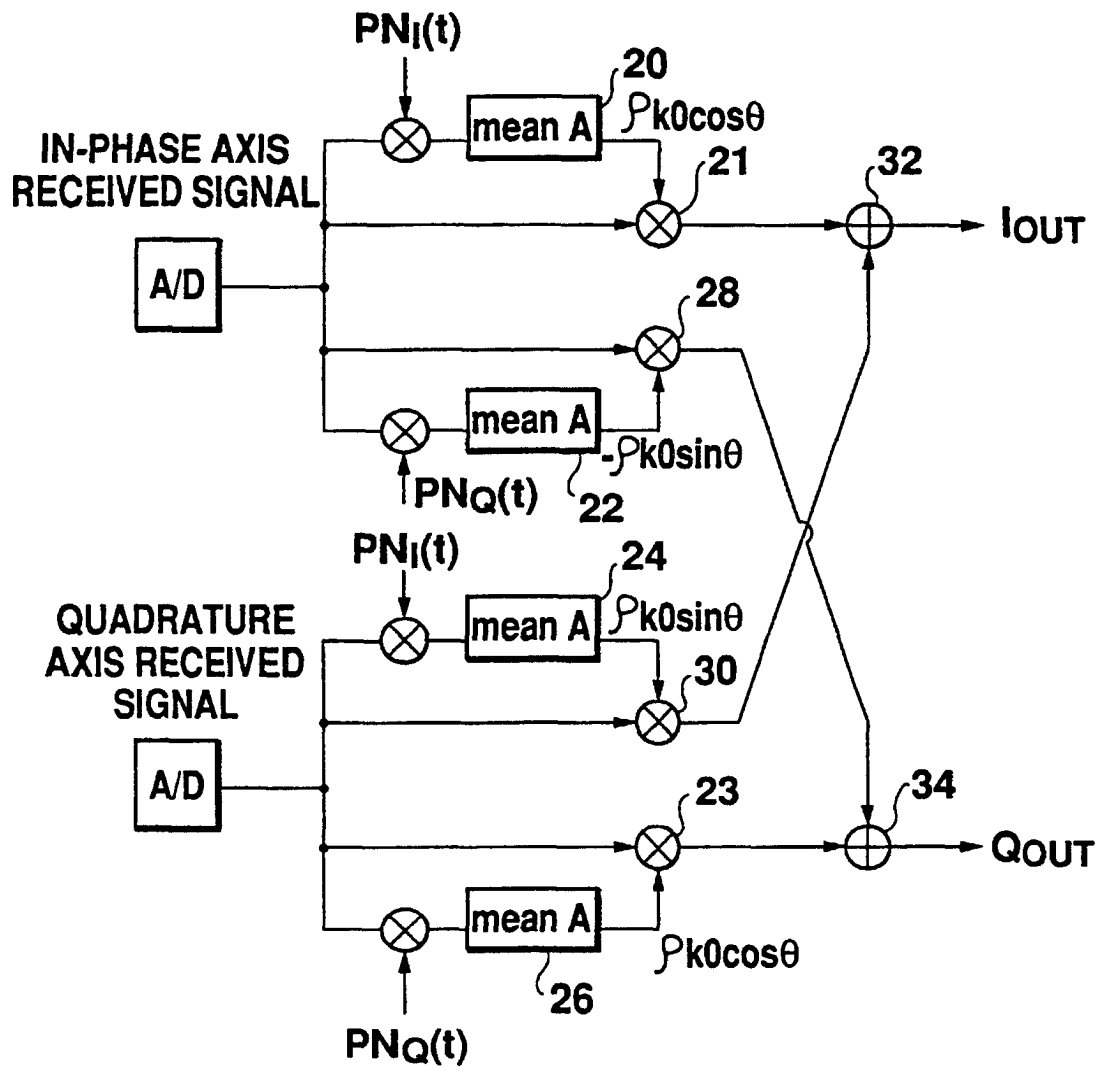 PNI(t)
20
mean A
ρk0cosθ
IN-PHASE AXIS
RECEIVED SIGNAL
21
32
IOUT
A/D
28
mean A
-ρk0sinθ
PNQ(t)
22
PNI(t)
24
mean A
ρk0sinθ
QUADRATURE
AXIS RECEIVED
SIGNAL
30
A/D
23
34
QOUT
mean A
ρk0cosθ
26
PNQ(t)